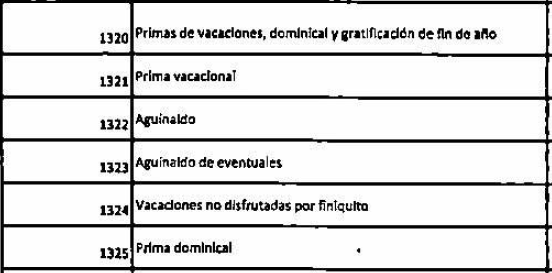 1320 Primas de vacaciones, dominical y gratificación de fin de año
1321 Prima vacacional
1322 Aguinaldo
1323 Aguinaldo de eventuales
1324 Vacaciones no disfrutadas por finiquito
1325 Prima dominical